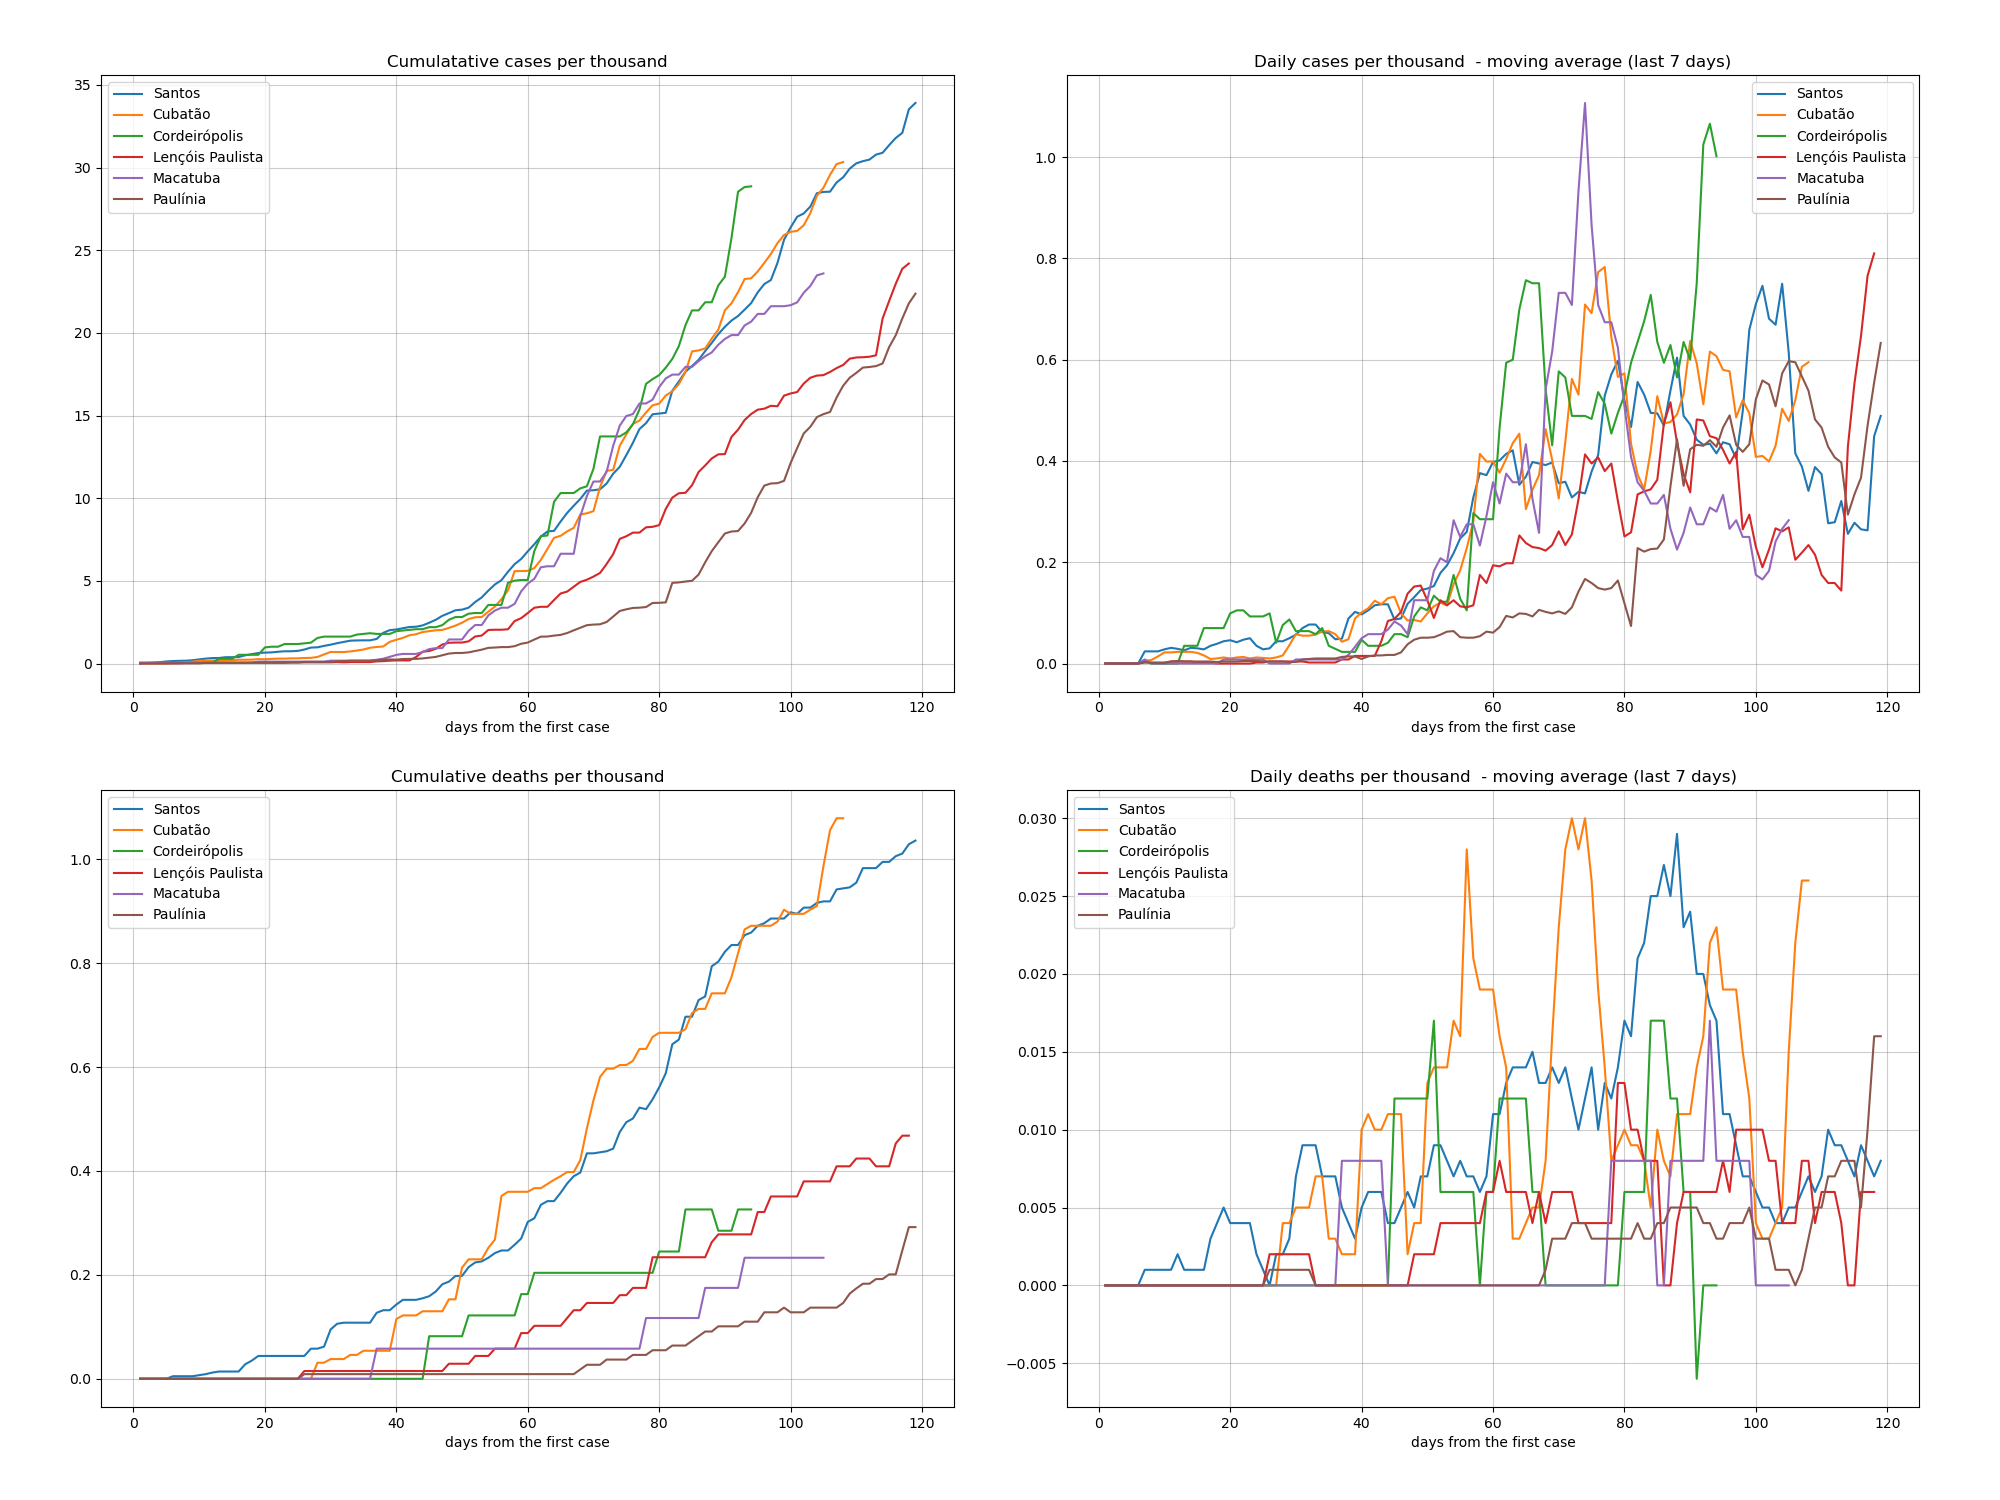 Cumulatative cases per thousand
35
30
25
20
15
10
5
0
Santos
Cubatão
Cordeirópolis
Lençóis Paulista
Macatuba
Paulínia
0 20 40 60 80 100 120
days from the first case
Daily cases per thousand - moving average (last 7 days)
1.0
0.8
0.6
0.4
0.2
0.0
Santos
Cubatão
Cordeirópolis
Lençóis Paulista
Macatuba
Paulínia
0 20 40 60 80 100 120
days from the first case
Cumulative deaths per thousand
1.0
0.8
0.6
0.4
0.2
0.0
Santos
Cubatão
Cordeirópolis
Lençóis Paulista
Macatuba
Paulínia
0 20 40 60 80 100 120
days from the first case
Daily deaths per thousand - moving average (last 7 days)
0.030
0.025
0.020
0.015
0.010
0.005
0.000
−0.005
Santos
Cubatão
Cordeirópolis
Lençóis Paulista
Macatuba
Paulínia
0 20 40 60 80 100 120
days from the first case